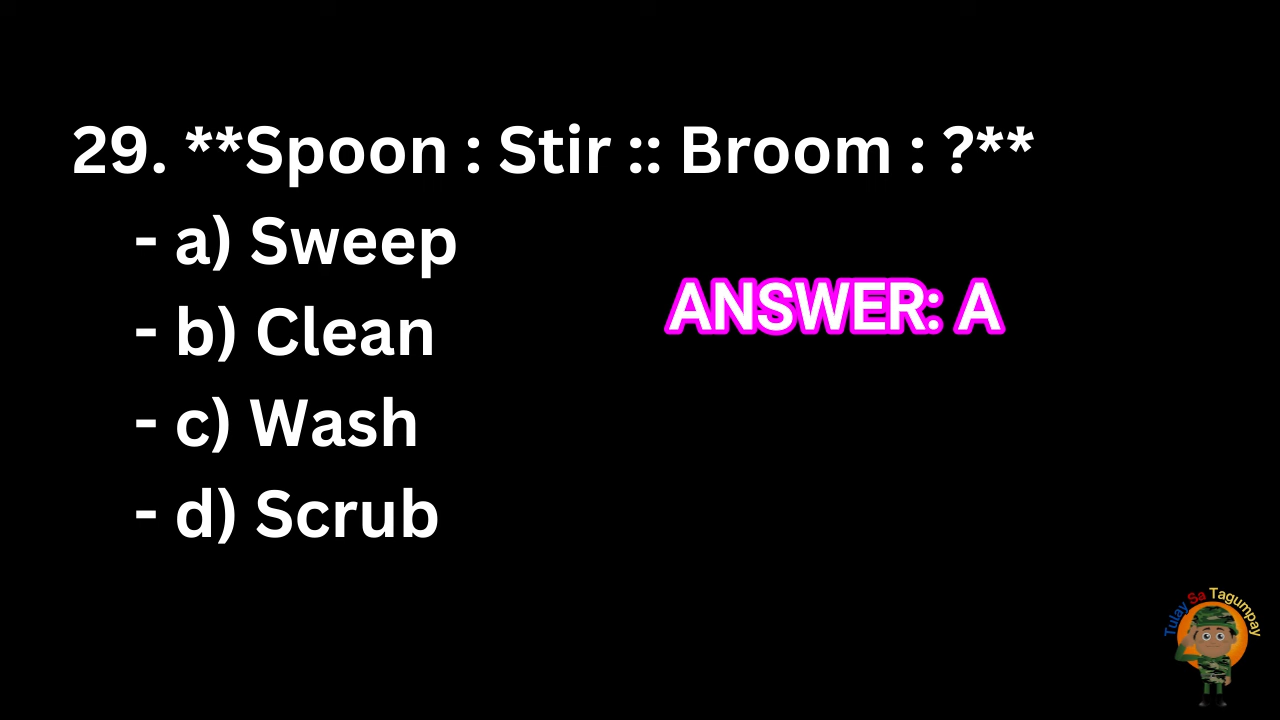 29. **Spoon : Stir :: Broom : ?**
- a) Sweep
- b) Clean
- c) Wash
- d) Scrub
ANSWER: A
Tulay Sa Tagumpay